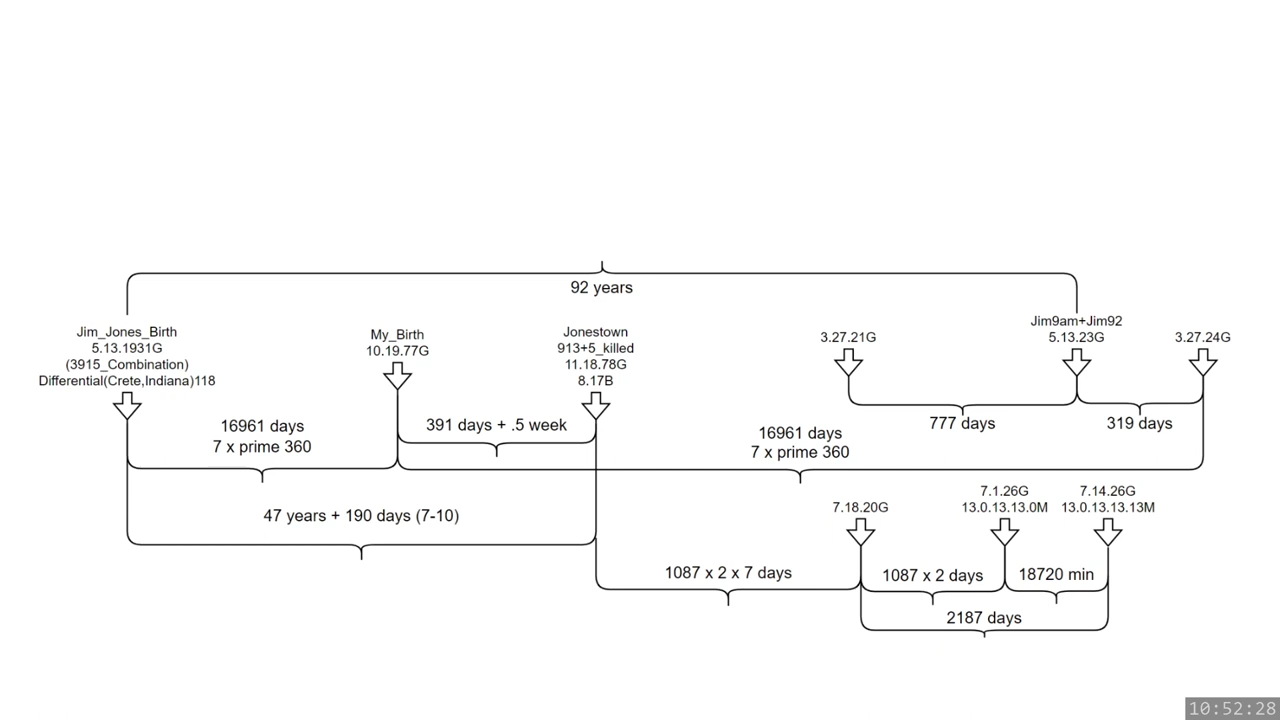 92 years
Jim_Jones_Birth
5.13.1931G
(3915_Combination)
Differential(Crete,Indiana)118
My_Birth
10.19.77G
Jonestown
913+5_killed
11.18.78G
8.17B
3.27.21G
Jim9am+Jim92
5.13.23G
3.27.24G
16961 days
7 x prime 360
391 days + .5 week
777 days
319 days
16961 days
7 x prime 360
47 years + 190 days (7-10)
7.18.20G
7.1.26G
13.0.13.13.0M
7.14.26G
13.0.13.13.13M
1087 x 2 x 7 days
1087 x 2 days
18720 min
2187 days
10:52:28